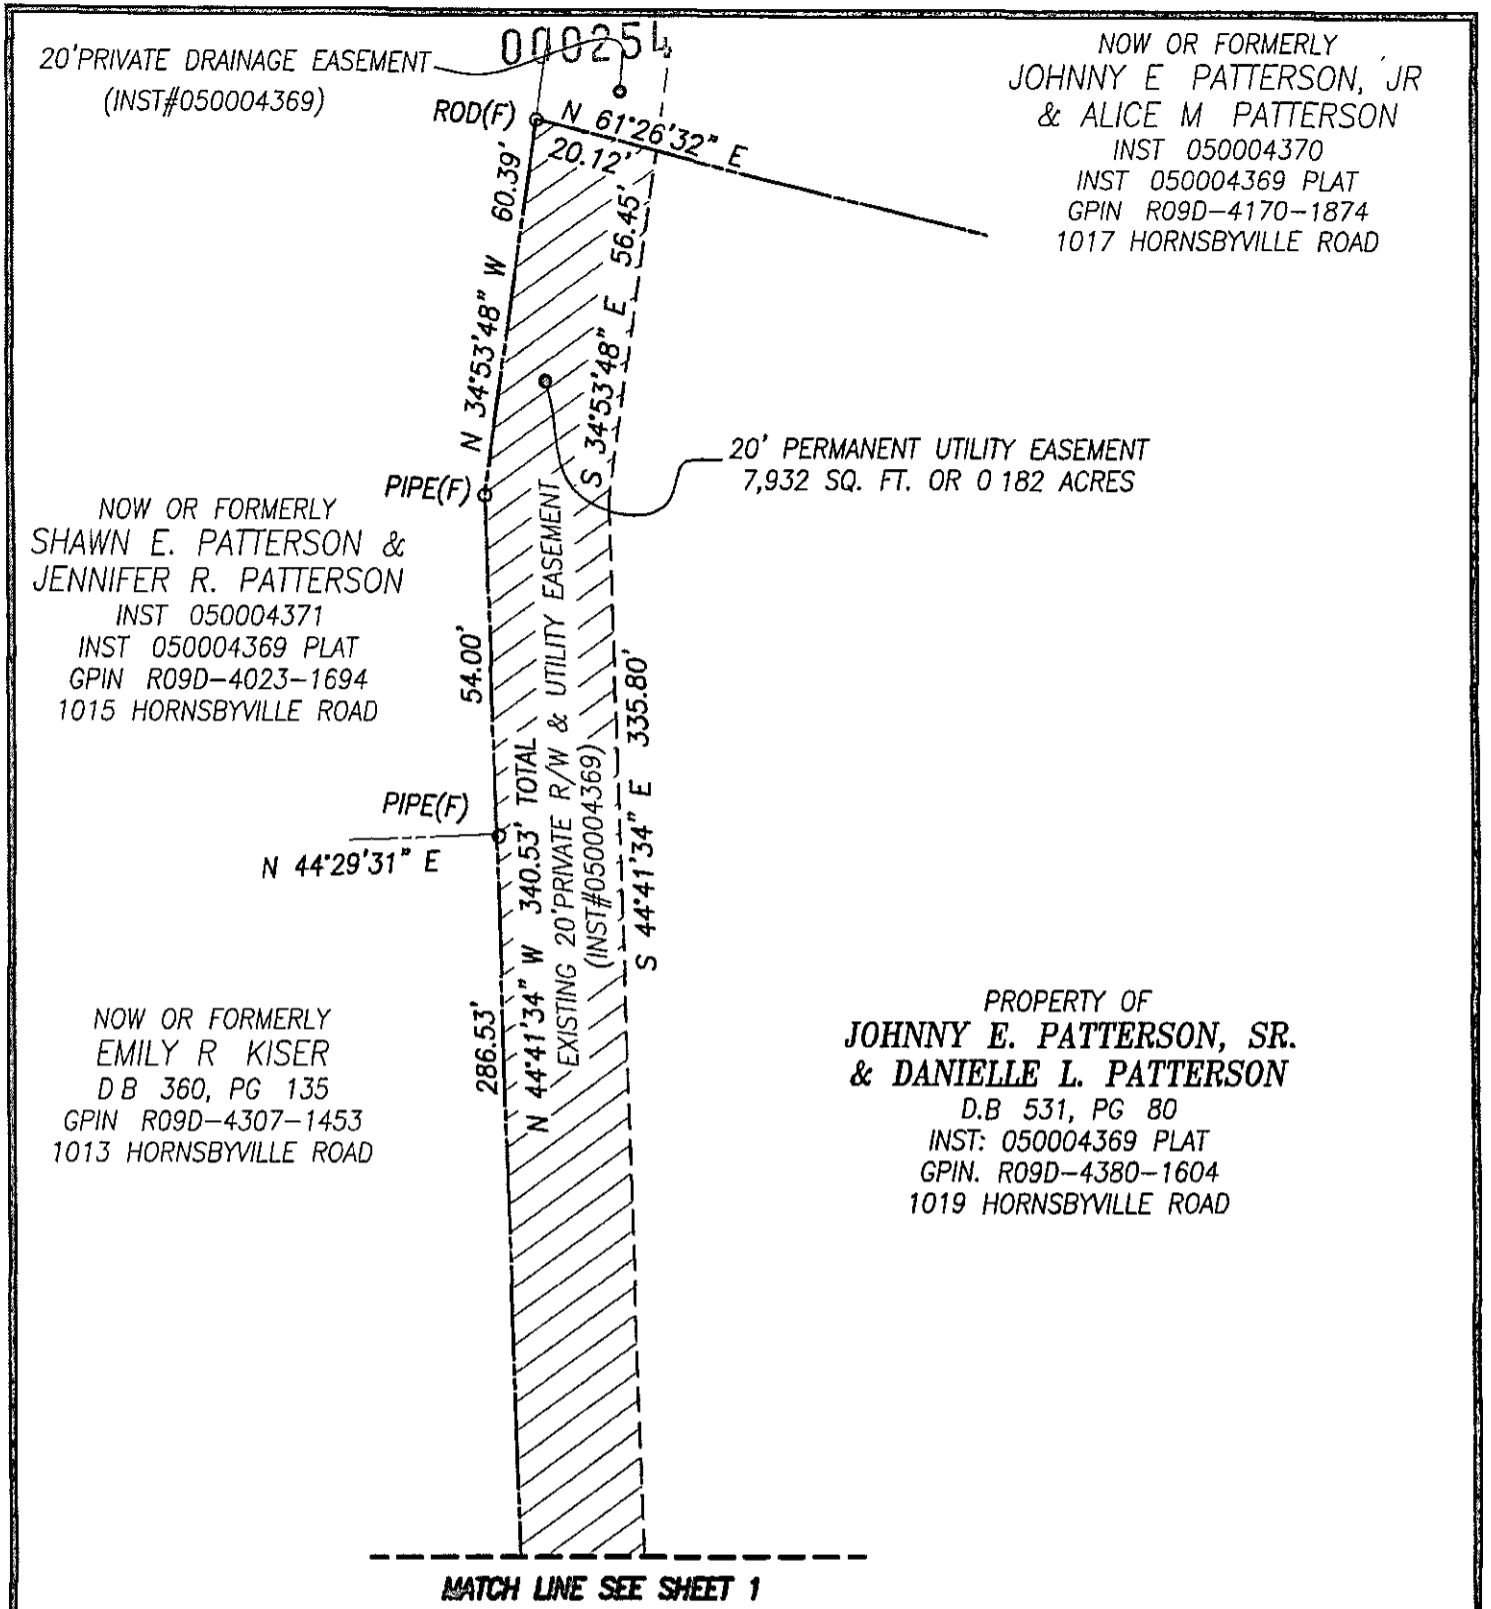 000254
20'PRIVATE DRAINAGE EASEMENT
(INST#050004369)
NOW OR FORMERLY
JOHNNY E PATTERSON, JR
& ALICE M PATTERSON
INST 050004370
INST 050004369 PLAT
GPIN R09D-4170-1874
1017 HORNSBYVILLE ROAD
ROD(F)
N 61°26'32" E
20.12'
N 34°53'48" W 60.39'
S 34°53'48" E 56.45'
20' PERMANENT UTILITY EASEMENT
7,932 SQ. FT. OR 0 182 ACRES
PIPE(F)
NOW OR FORMERLY
SHAWN E. PATTERSON &
JENNIFER R. PATTERSON
INST 050004371
INST 050004369 PLAT
GPIN R09D-4023-1694
1015 HORNSBYVILLE ROAD
54.00'
PIPE(F)
N 44°29'31" E
N 44°41'34" W 340.53' TOTAL
EXISTING 20'PRIVATE R/W & UTILITY EASEMENT
(INST#050004369)
S 44°41'34" E 335.80'
286.53'
NOW OR FORMERLY
EMILY R KISER
D B 360, PG 135
GPIN R09D-4307-1453
1013 HORNSBYVILLE ROAD
PROPERTY OF
JOHNNY E. PATTERSON, SR.
& DANIELLE L. PATTERSON
D.B 531, PG 80
INST: 050004369 PLAT
GPIN. R09D-4380-1604
1019 HORNSBYVILLE ROAD
MATCH LINE SEE SHEET 1